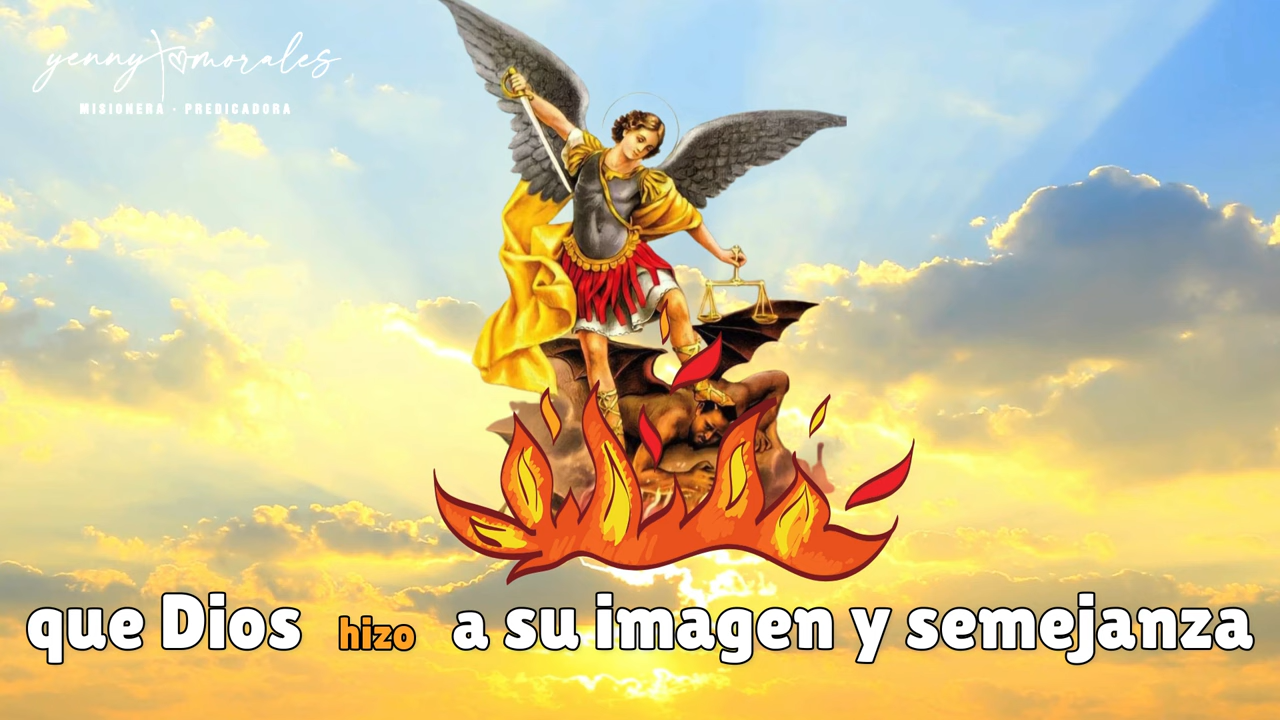 yenny morales
MISIONERA · PREDICADORA
que Dios hizo a su imagen y semejanza